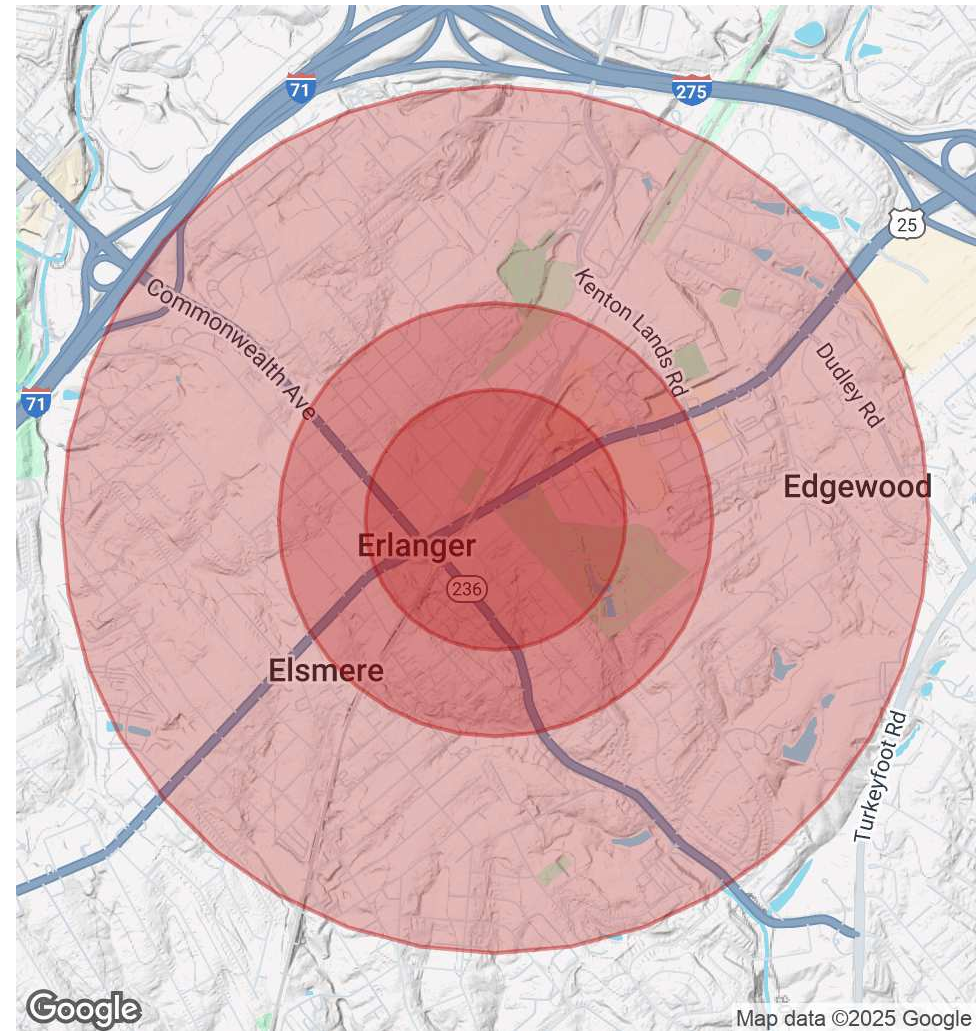 71
275
25
Kenton Lands Rd
Commonwealth Ave
Dudley Rd
71
Edgewood
Erlanger
236
Elsmere
Turkeyfoot Rd
Google
Map data ©2025 Google